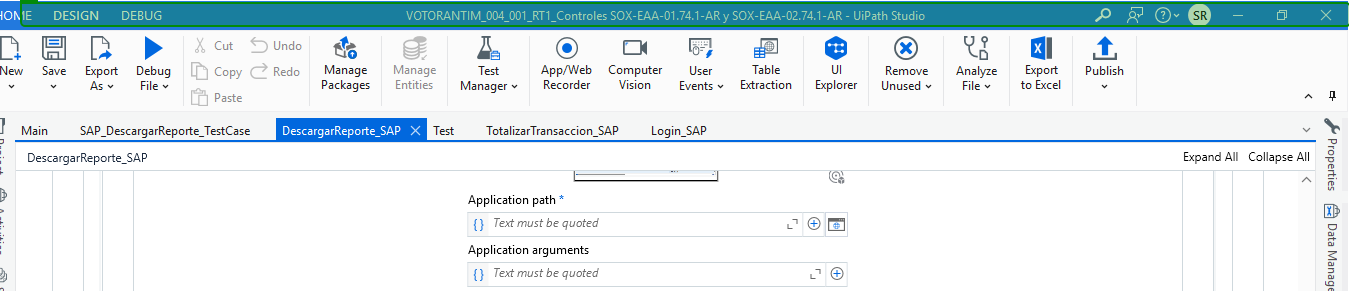 HOME DESIGN DEBUG VOTORANTIM_004_001_RT1_Controles SOX-EAA-01.74.1-AR y SOX-EAA-02.74.1-AR - UiPath Studio SR
New Save Export As Debug File Cut Undo Manage Packages Manage Entities Test Manager App/Web Recorder Computer Vision User Events Table Extraction UI Explorer Remove Unused Analyze File Export to Excel Publish
Copy Redo
Paste
Main SAP_DescargarReporte_TestCase DescargarReporte_SAP Test TotalizarTransaccion_SAP Login_SAP
DescargarReporte_SAP Expand All Collapse All
Application path *
{ } Text must be quoted
Application arguments
{ } Text must be quoted
Properties
Data Manager